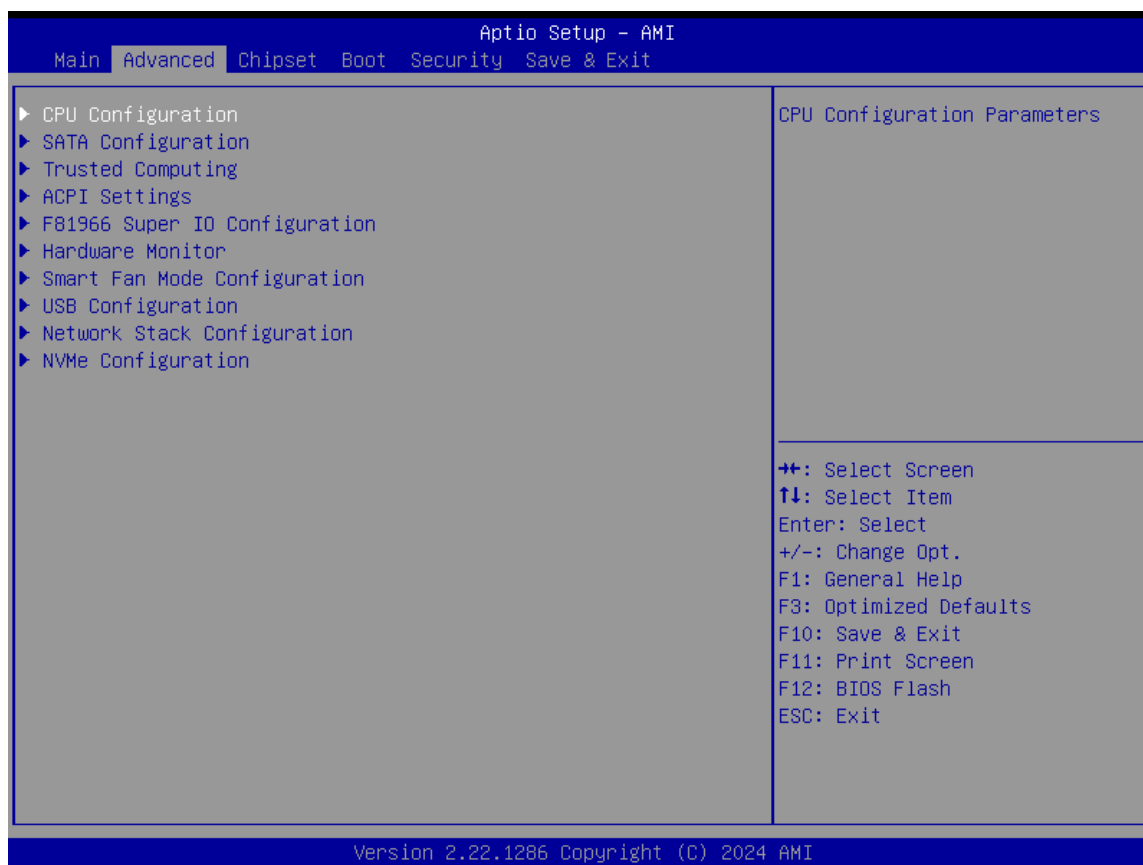 Aptio Setup – AMI
Main Advanced Chipset Boot Security Save & Exit
▶ CPU Configuration
▶ SATA Configuration
▶ Trusted Computing
▶ ACPI Settings
▶ F81966 Super IO Configuration
▶ Hardware Monitor
▶ Smart Fan Mode Configuration
▶ USB Configuration
▶ Network Stack Configuration
▶ NVMe Configuration
CPU Configuration Parameters
→←: Select Screen
↑↓: Select Item
Enter: Select
+/-: Change Opt.
F1: General Help
F3: Optimized Defaults
F10: Save & Exit
F11: Print Screen
F12: BIOS Flash
ESC: Exit
Version 2.22.1286 Copyright (C) 2024 AMI